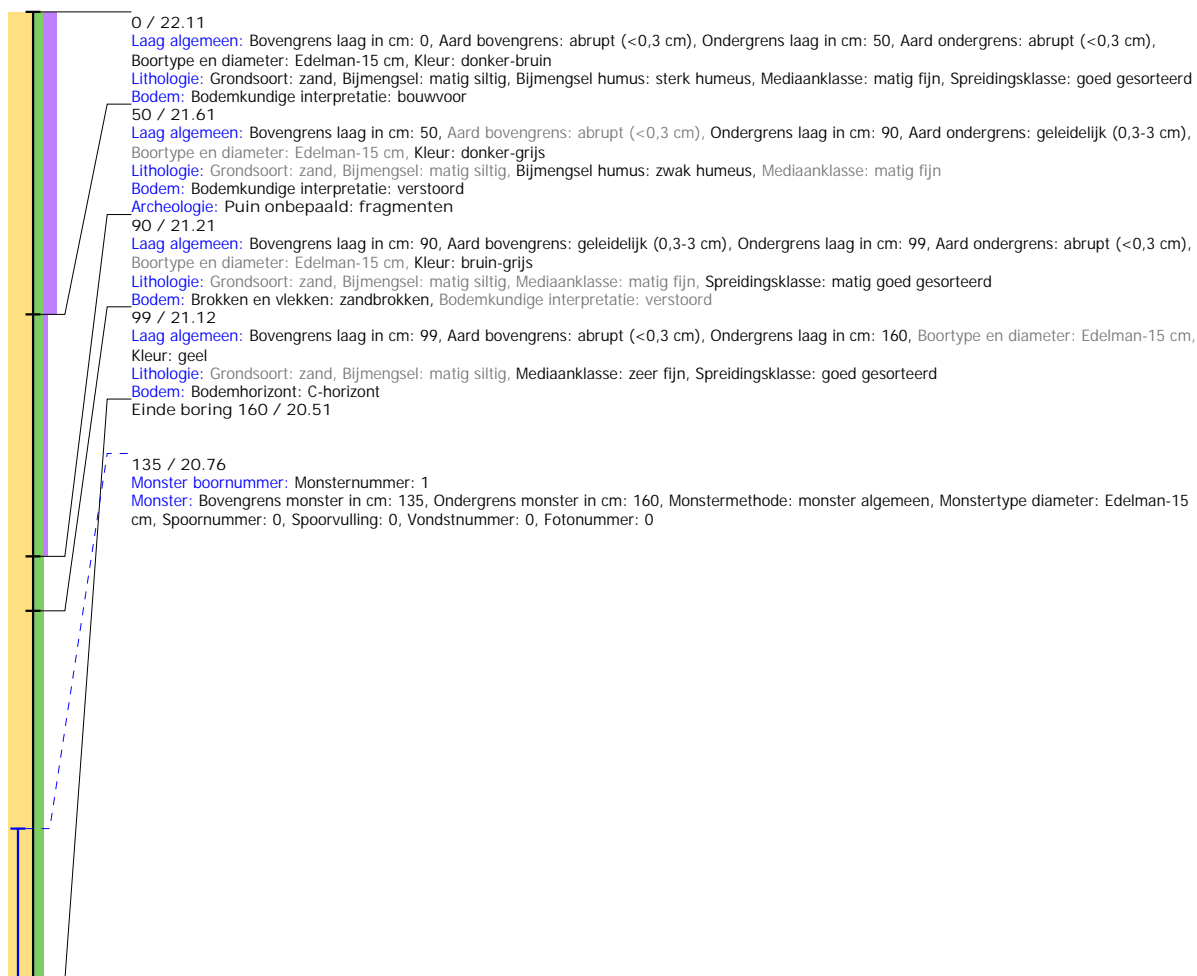 0 / 22.11
Laag algemeen: Bovengrens laag in cm: 0, Aard bovengrens: abrupt (<0,3 cm), Ondergrens laag in cm: 50, Aard ondergrens: abrupt (<0,3 cm),
Boortype en diameter: Edelman-15 cm, Kleur: donker-bruin
Lithologie: Grondsoort: zand, Bijmengsel: matig siltig, Bijmengsel humus: sterk humeus, Mediaanklasse: matig fijn, Spreidingsklasse: goed gesorteerd
Bodem: Bodemkundige interpretatie: bouwvoor
50 / 21.61
Laag algemeen: Bovengrens laag in cm: 50, Aard bovengrens: abrupt (<0,3 cm), Ondergrens laag in cm: 90, Aard ondergrens: geleidelijk (0,3-3 cm),
Boortype en diameter: Edelman-15 cm, Kleur: donker-grijs
Lithologie: Grondsoort: zand, Bijmengsel: matig siltig, Bijmengsel humus: zwak humeus, Mediaanklasse: matig fijn
Bodem: Bodemkundige interpretatie: verstoord
Archeologie: Puin onbepaald: fragmenten
90 / 21.21
Laag algemeen: Bovengrens laag in cm: 90, Aard bovengrens: geleidelijk (0,3-3 cm), Ondergrens laag in cm: 99, Aard ondergrens: abrupt (<0,3 cm),
Boortype en diameter: Edelman-15 cm, Kleur: bruin-grijs
Lithologie: Grondsoort: zand, Bijmengsel: matig siltig, Mediaanklasse: matig fijn, Spreidingsklasse: matig goed gesorteerd
Bodem: Brokken en vlekken: zandbrokken, Bodemkundige interpretatie: verstoord
99 / 21.12
Laag algemeen: Bovengrens laag in cm: 99, Aard bovengrens: abrupt (<0,3 cm), Ondergrens laag in cm: 160, Boortype en diameter: Edelman-15 cm,
Kleur: geel
Lithologie: Grondsoort: zand, Bijmengsel: matig siltig, Mediaanklasse: zeer fijn, Spreidingsklasse: goed gesorteerd
Bodem: Bodemhorizont: C-horizont
Einde boring 160 / 20.51
135 / 20.76
Monster boornummer: Monsternummer: 1
Monster: Bovengrens monster in cm: 135, Ondergrens monster in cm: 160, Monstermethode: monster algemeen, Monstertype diameter: Edelman-15
cm, Spoornummer: 0, Spoorvulling: 0, Vondstnummer: 0, Fotonummer: 0